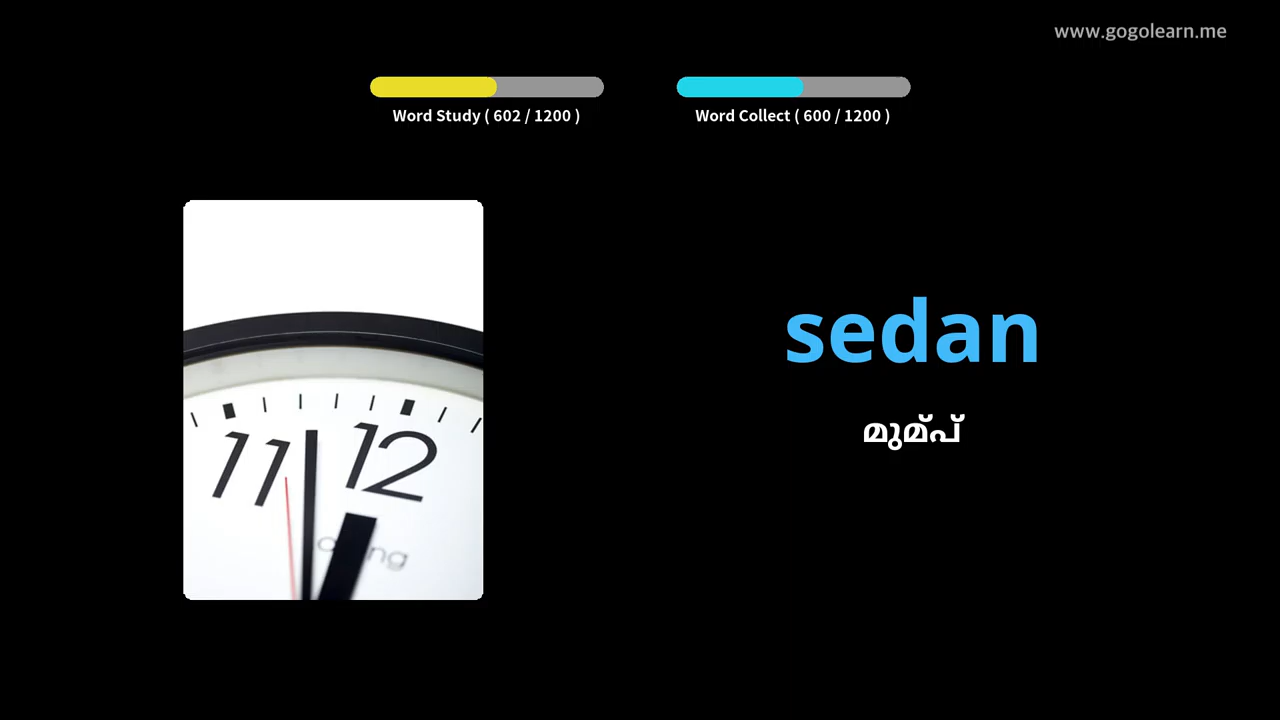 www.gogolearn.me
Word Study ( 602 / 1200 )
Word Collect ( 600 / 1200 )
sedan
മുമ്പ്
11
12